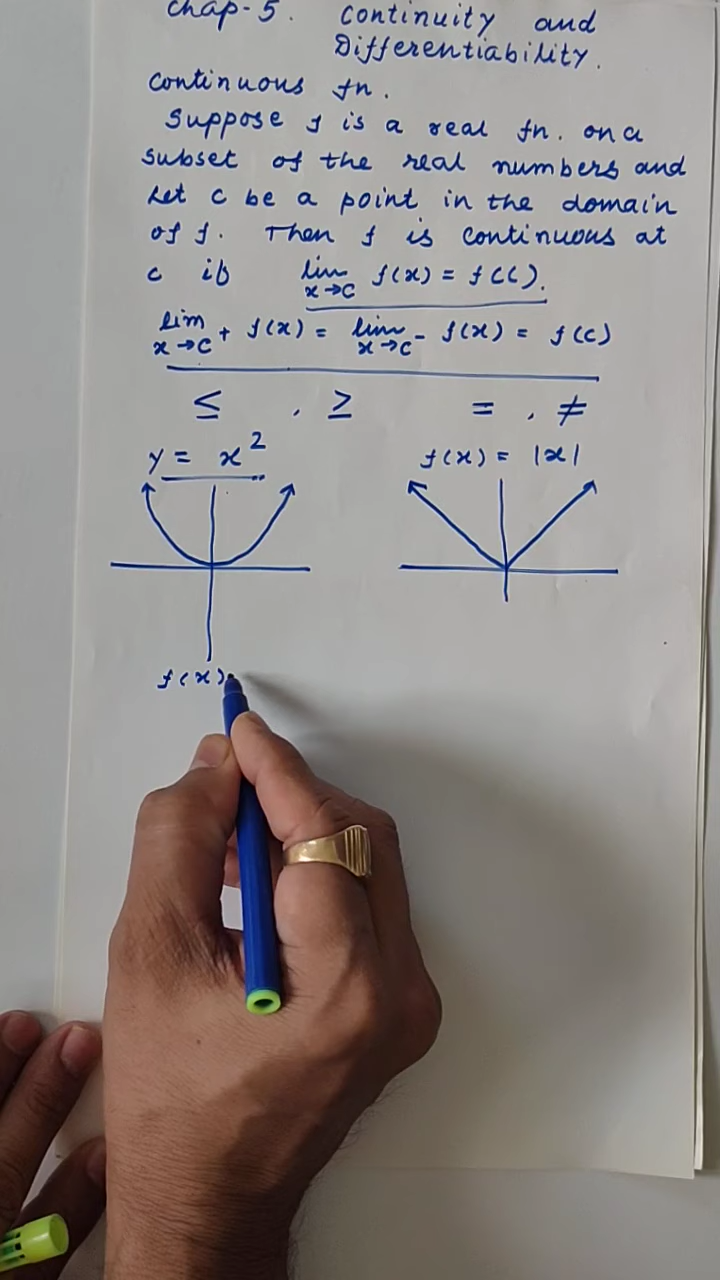 Chap-5. Continuity and
Differentiability.
continuous fn.
Suppose f is a real fn. on a
subset of the real numbers and
Let c be a point in the domain
of f. Then f is continuous at
c if lim x→c f(x) = f(c).
lim x→c+ f(x) = lim x→c- f(x) = f(c)
≤ , ≥ = , ≠
y = x² f(x) = |x|
f(x)